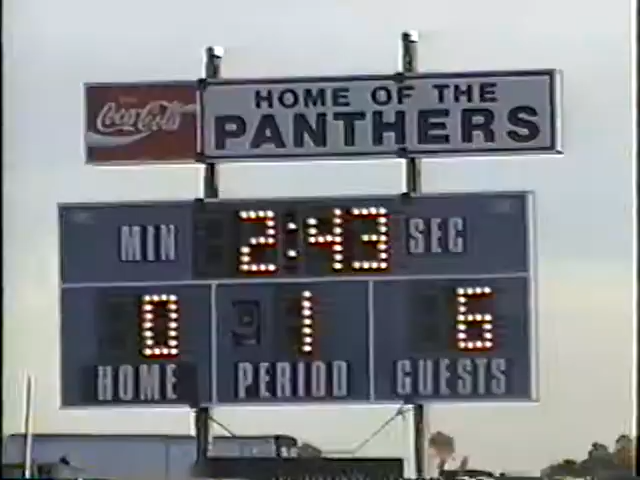 Coca-Cola
HOME OF THE
PANTHERS
MIN 2:43 SEC
0 1 6
HOME PERIOD GUESTS